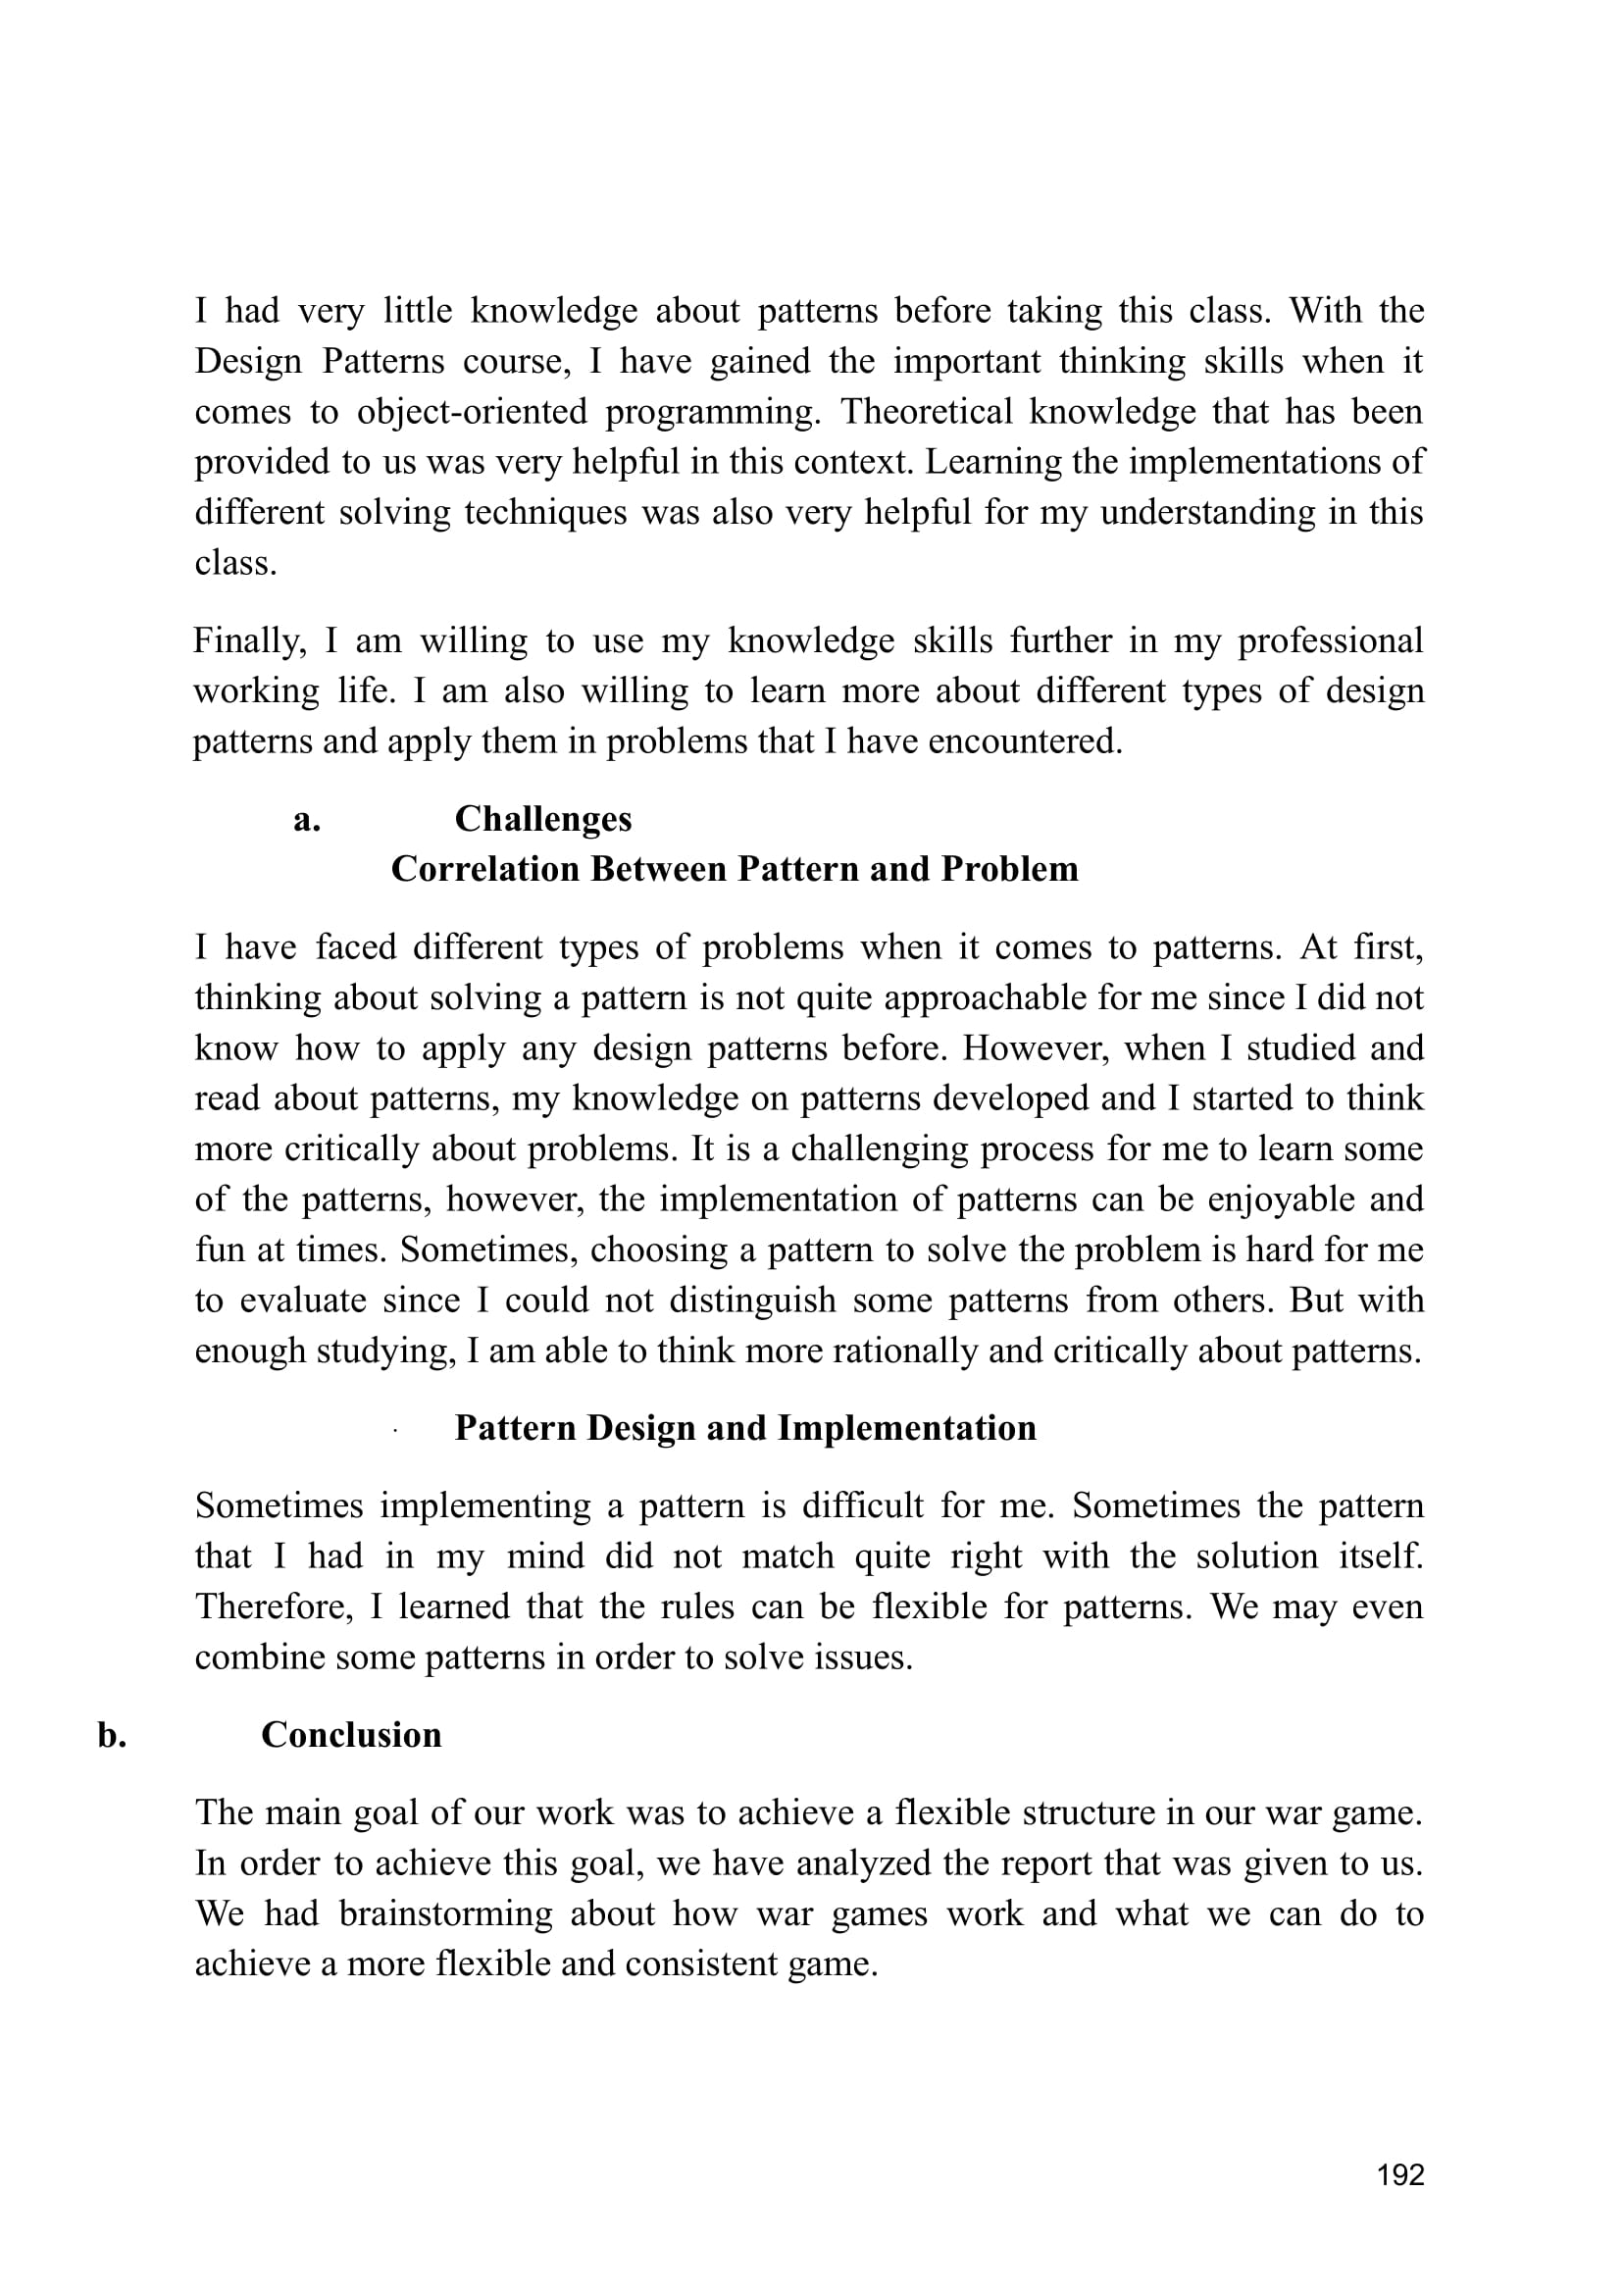 I had very little knowledge about patterns before taking this class. With the
Design Patterns course, I have gained the important thinking skills when it
comes to object-oriented programming. Theoretical knowledge that has been
provided to us was very helpful in this context. Learning the implementations of
different solving techniques was also very helpful for my understanding in this
class.
Finally, I am willing to use my knowledge skills further in my professional
working life. I am also willing to learn more about different types of design
patterns and apply them in problems that I have encountered.
a. Challenges
Correlation Between Pattern and Problem
I have faced different types of problems when it comes to patterns. At first,
thinking about solving a pattern is not quite approachable for me since I did not
know how to apply any design patterns before. However, when I studied and
read about patterns, my knowledge on patterns developed and I started to think
more critically about problems. It is a challenging process for me to learn some
of the patterns, however, the implementation of patterns can be enjoyable and
fun at times. Sometimes, choosing a pattern to solve the problem is hard for me
to evaluate since I could not distinguish some patterns from others. But with
enough studying, I am able to think more rationally and critically about patterns.
· Pattern Design and Implementation
Sometimes implementing a pattern is difficult for me. Sometimes the pattern
that I had in my mind did not match quite right with the solution itself.
Therefore, I learned that the rules can be flexible for patterns. We may even
combine some patterns in order to solve issues.
b. Conclusion
The main goal of our work was to achieve a flexible structure in our war game.
In order to achieve this goal, we have analyzed the report that was given to us.
We had brainstorming about how war games work and what we can do to
achieve a more flexible and consistent game.
192